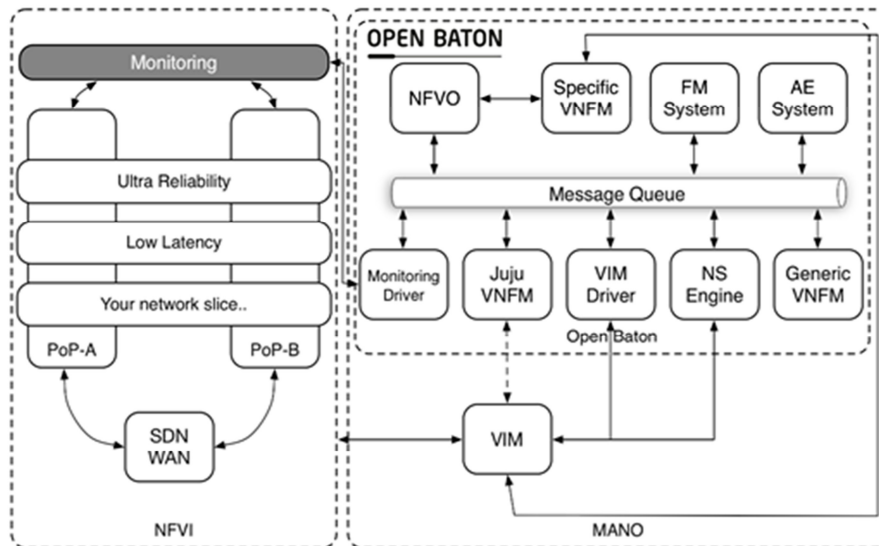 OPEN BATON
Monitoring
NFVO
Specific
VNFM
FM
System
AE
System
Ultra Reliability
Message Queue
Low Latency
Monitoring
Driver
Juju
VNFM
VIM
Driver
NS
Engine
Generic
VNFM
Your network slice..
Open Baton
PoP-A
PoP-B
SDN
WAN
VIM
NFVI
MANO